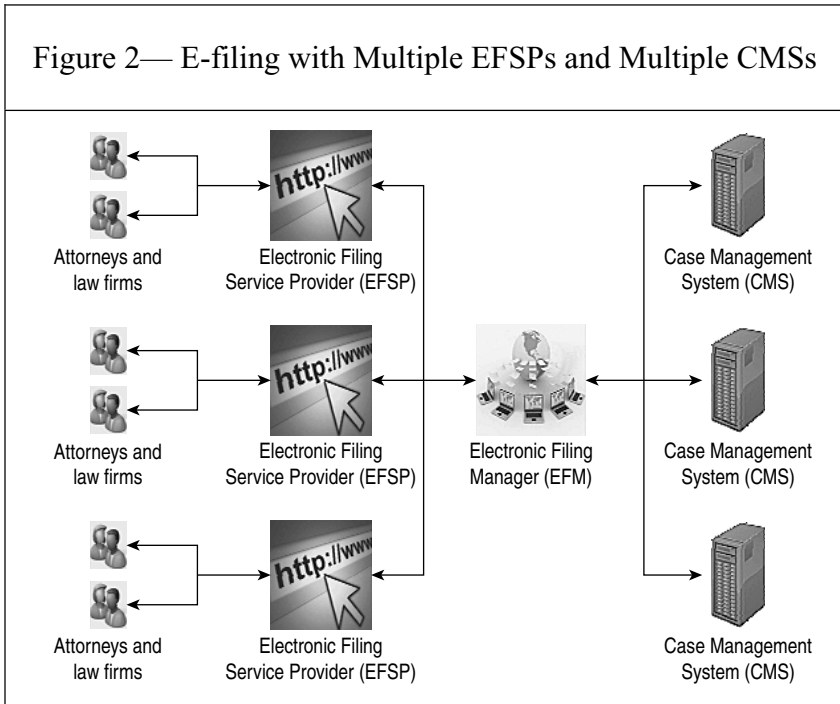 Figure 2— E-filing with Multiple EFSPs and Multiple CMSs
http://www
Attorneys and
law firms
Electronic Filing
Service Provider (EFSP)
Case Management
System (CMS)
http://www
Attorneys and
law firms
Electronic Filing
Service Provider (EFSP)
Electronic Filing
Manager (EFM)
Case Management
System (CMS)
http://www
Attorneys and
law firms
Electronic Filing
Service Provider (EFSP)
Case Management
System (CMS)